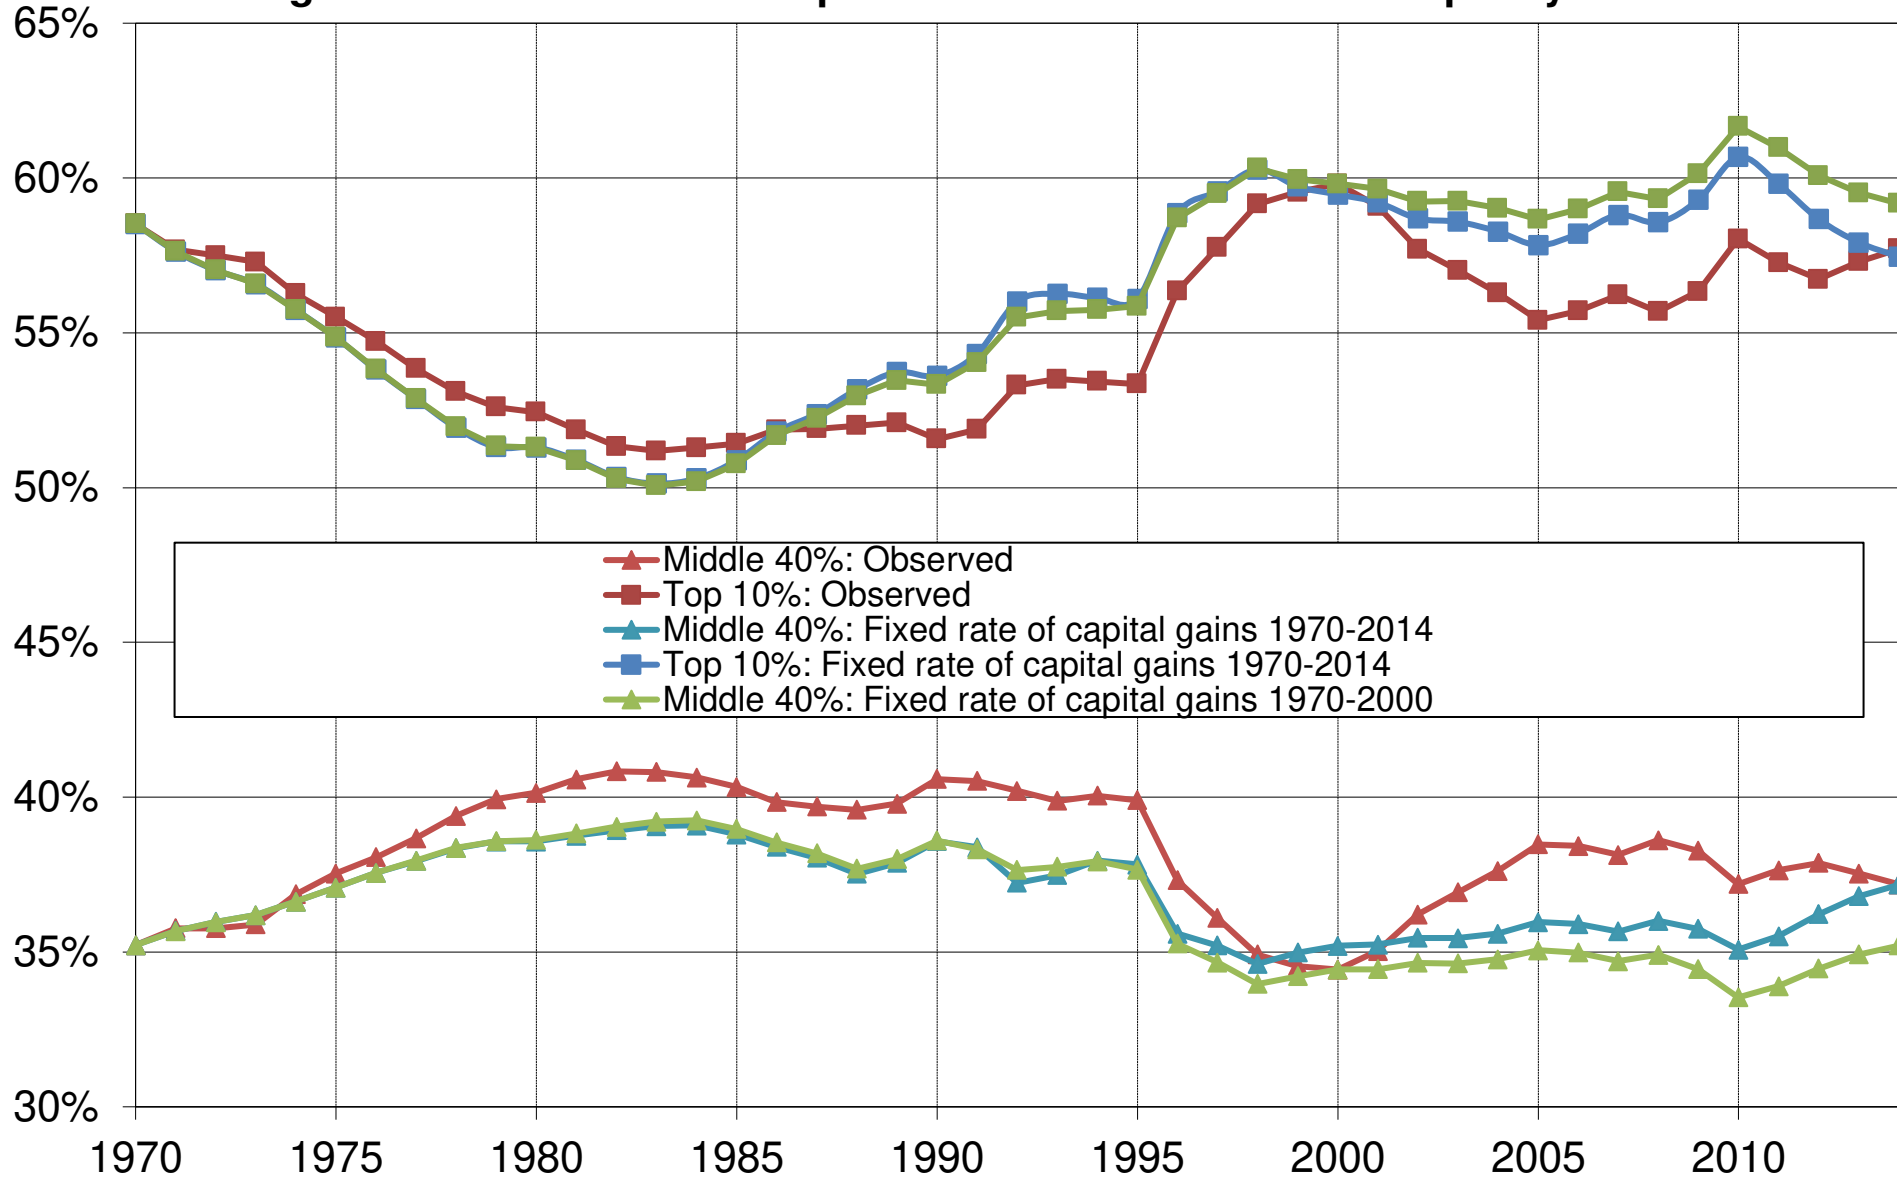 65%
60%
55%
50%
45%
40%
35%
30%
Middle 40%: Observed
Top 10%: Observed
Middle 40%: Fixed rate of capital gains 1970-2014
Top 10%: Fixed rate of capital gains 1970-2014
Middle 40%: Fixed rate of capital gains 1970-2000
1970 1975 1980 1985 1990 1995 2000 2005 2010